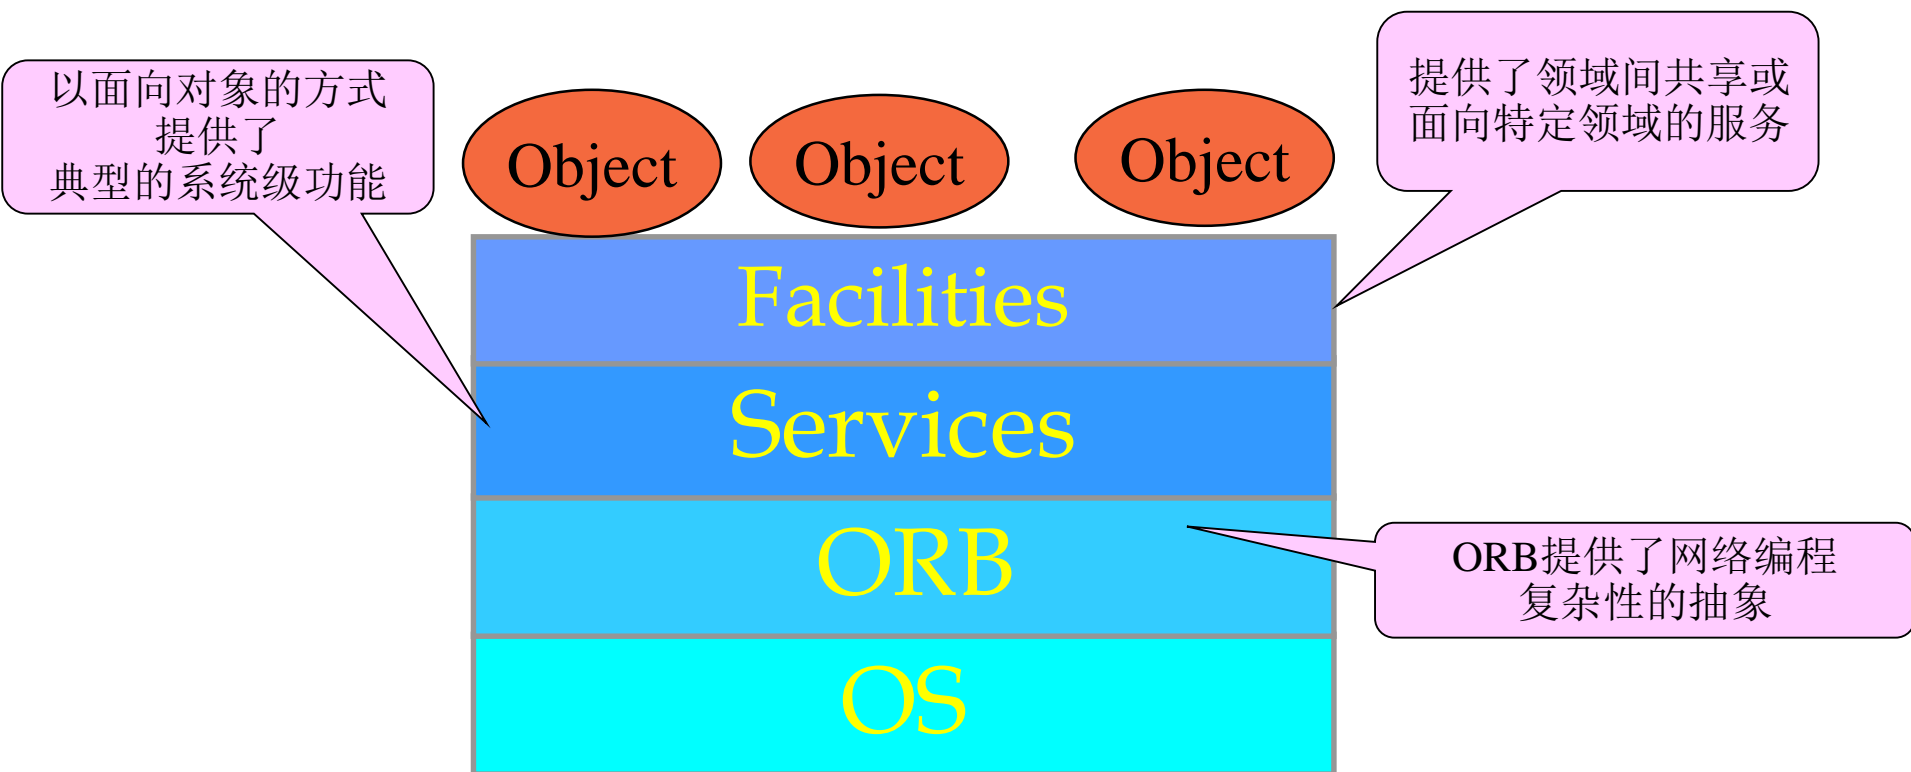 以面向对象的方式
提供了
典型的系统级功能
Object
Object
Object
提供了领域间共享或
面向特定领域的服务
Facilities
Services
ORB
ORB提供了网络编程
复杂性的抽象
OS